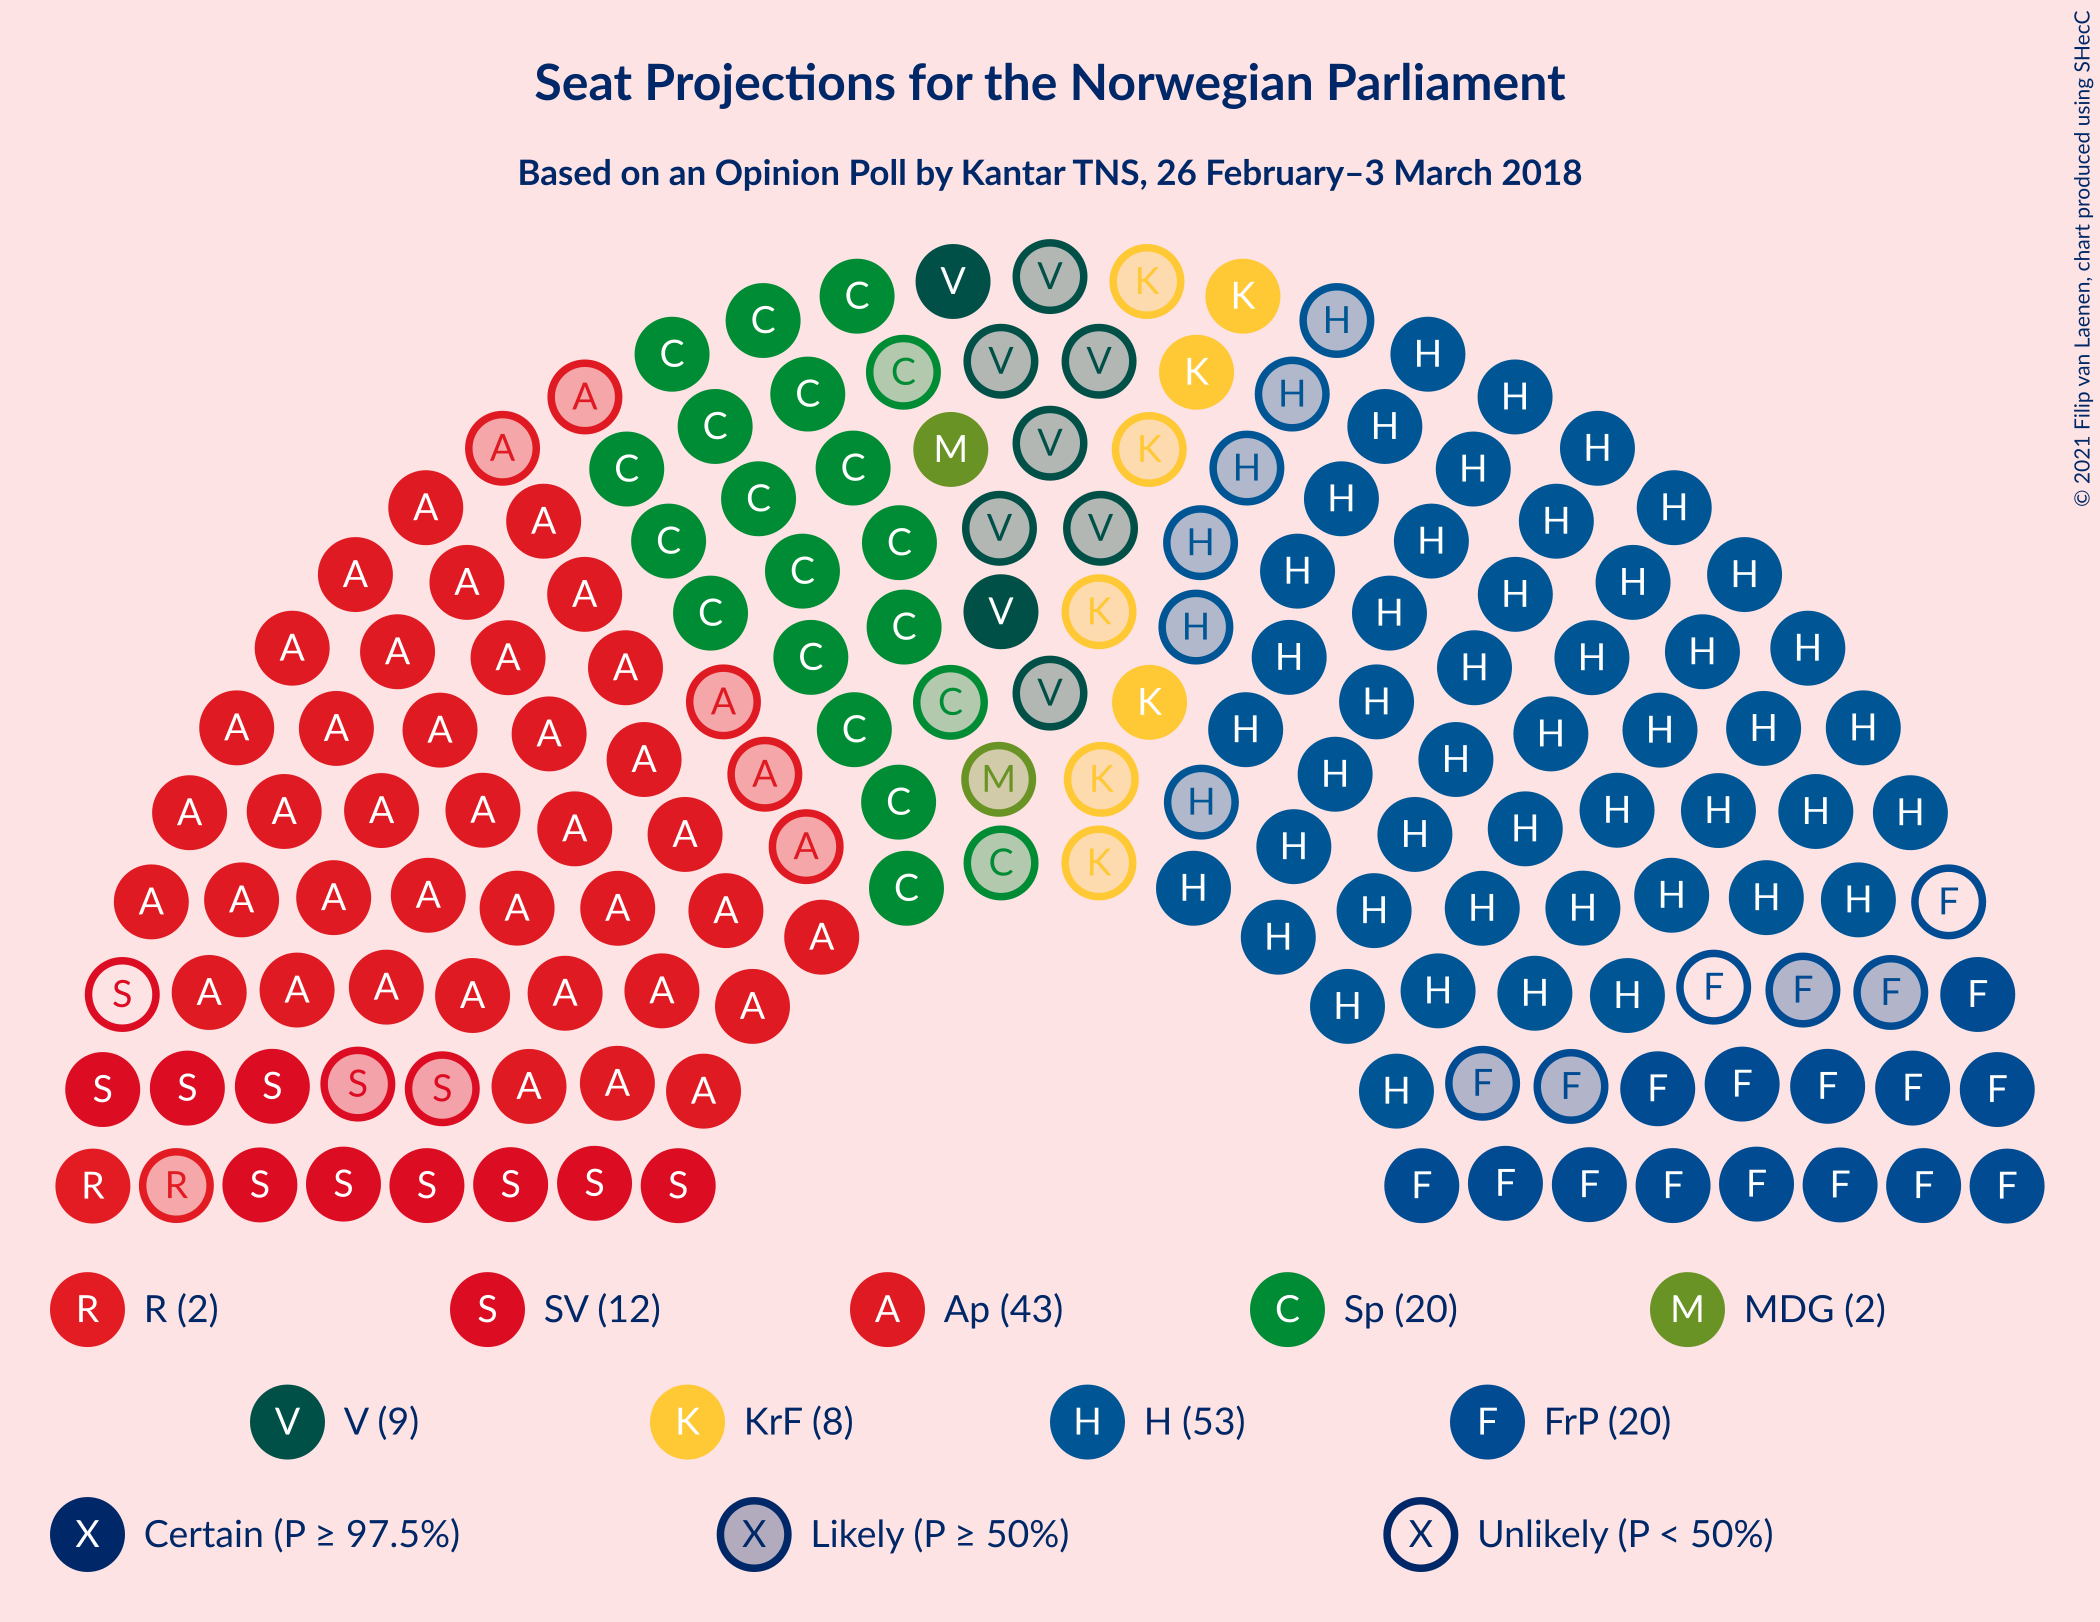 © 2021 Filip van Laenen, chart produced using SHecC
Seat Projections for the Norwegian Parliament
Based on an Opinion Poll by Kantar TNS, 26 February–3 March 2018
C V V K K
C H
C V V H
C K
A C H H
C H
A M V K H
C C H H
A C H H
A V V H
C C H H
A A C H H H
A H
C C V K H H
A A A A C H H H H H
A C V K H
A A A A C H H H H H
A A M K H H
A A A A C H H H H H
A A A H H H
C K
A A A A A A A C H H H H H H H F
A H
S A A A A A A A H H H H F F F F
S S S S S A A A H F F F F F F F
R R S S S S S S F F F F F F F F
R R (2) S SV (12) A Ap (43) C Sp (20) M MDG (2)
V V (9) K KrF (8) H H (53) F FrP (20)
X Certain (P ≥ 97.5%) X Likely (P ≥ 50%) X Unlikely (P < 50%)